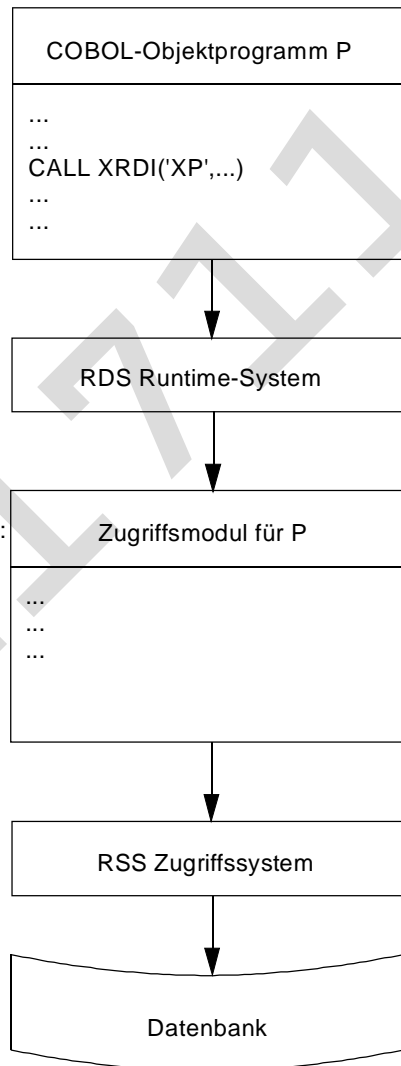 COBOL-Objektprogramm P
...
...
CALL XRDI('XP',...)
...
...
RDS Runtime-System
:
Zugriffsmodul für P
...
...
...
RSS Zugriffssystem
Datenbank